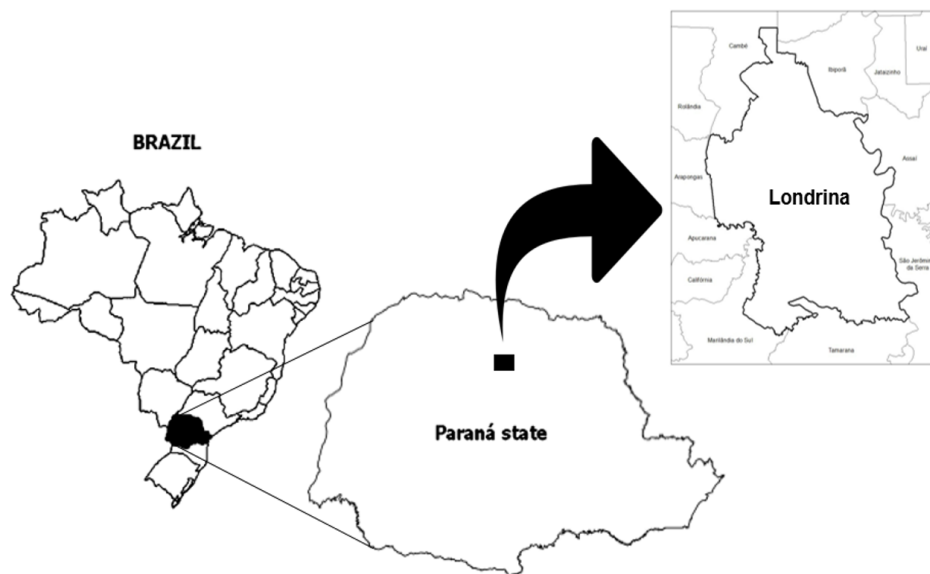 BRAZIL
Paraná state
Cambé
Ibiporã
Uraí
Jataizinho
Rolândia
Assaí
Arapongas
Londrina
Apucarana
São Jerônimo
da Serra
Califórnia
Marilândia do Sul
Tamarana